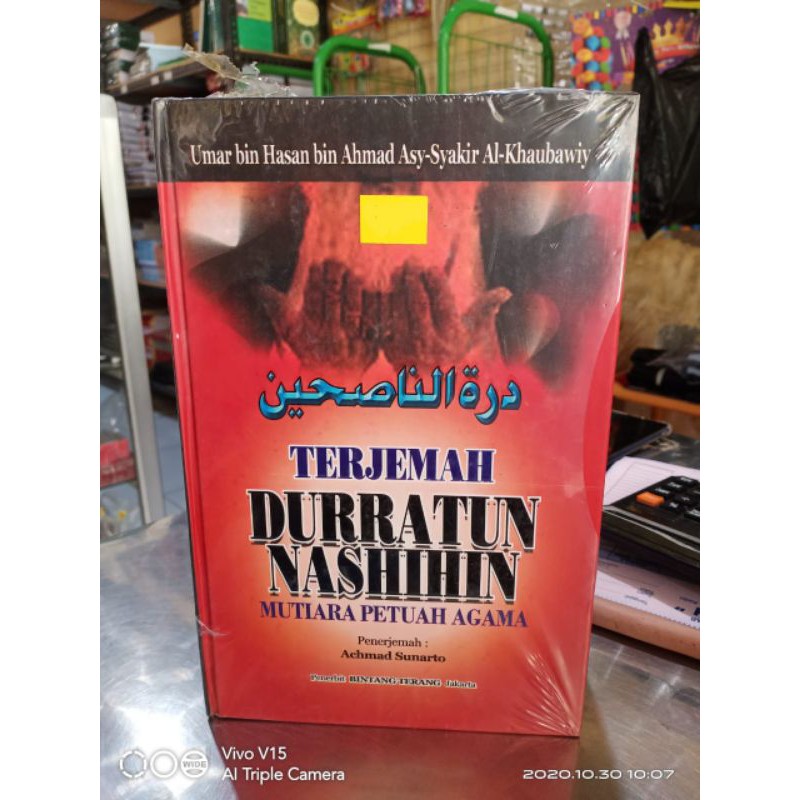 Umar bin Hasan bin Ahmad Asy-Syakir Al-Khaubawiy
درة الناصحين
TERJEMAH
DURRATUN
NASHIHIN
MUTIARA PETUAH AGAMA
Penerjemah :
Achmad Sunarto
Penerbit BINTANG TERANG Jakarta
WIDE
Vivo V15
AI Triple Camera
2020.10.30 10:07